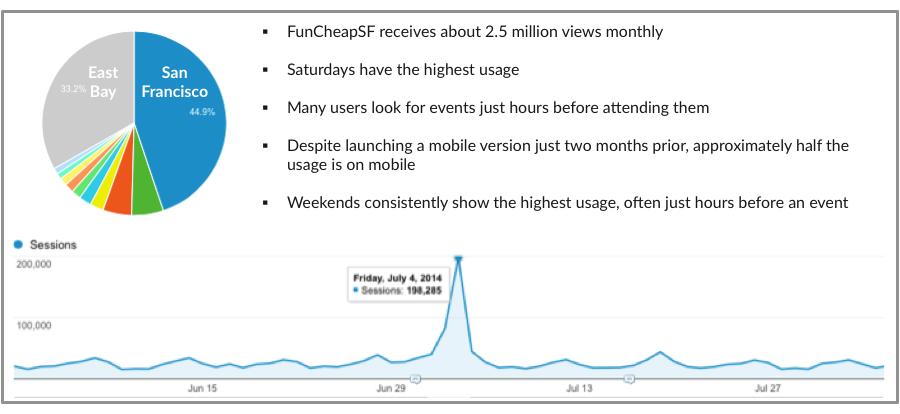 East
Bay
33.2%
San
Francisco
44.9%
▪ FunCheapSF receives about 2.5 million views monthly
▪ Saturdays have the highest usage
▪ Many users look for events just hours before attending them
▪ Despite launching a mobile version just two months prior, approximately half the
usage is on mobile
▪ Weekends consistently show the highest usage, often just hours before an event
Sessions
200,000
Friday, July 4, 2014
Sessions: 198,285
100,000
Jun 15
Jun 29
Jul 13
Jul 27